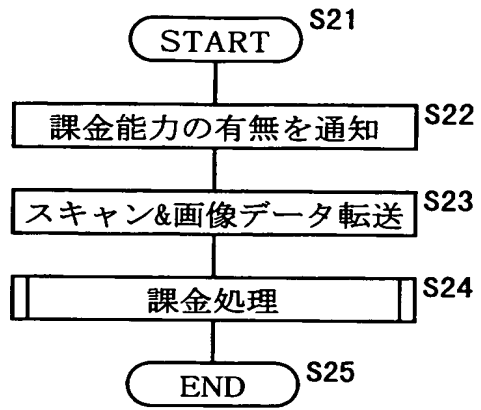 START S21
課金能力の有無を通知 S22
スキャン&画像データ転送 S23
課金処理 S24
END S25